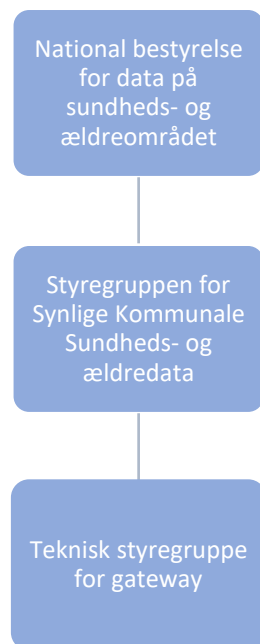 National bestyrelse
for data på
sundheds- og
ældreområdet
Styregruppen for
Synlige Kommunale
Sundheds- og
ældredata
Teknisk styregruppe
for gateway